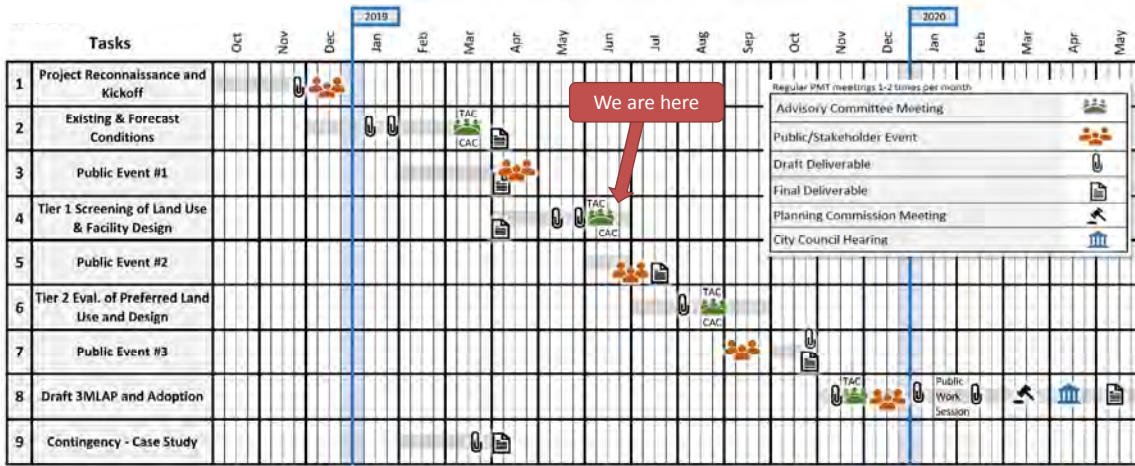 2019
2020
Tasks
Oct
Nov
Dec
Jan
Feb
Mar
Apr
May
Jun
Jul
Aug
Sep
Oct
Nov
Dec
Jan
Feb
Mar
Apr
May
1
Project Reconnaissance and
Kickoff
2
Existing & Forecast
Conditions
TAC
CAC
3
Public Event #1
4
Tier 1 Screening of Land Use
& Facility Design
TAC
CAC
5
Public Event #2
6
Tier 2 Eval. of Preferred Land
Use and Design
TAC
CAC
7
Public Event #3
8
Draft 3MLAP and Adoption
TAC
Public
Work
Session
9
Contingency - Case Study
We are here
Regular PMT meetings 1-2 times per month
Advisory Committee Meeting
Public/Stakeholder Event
Draft Deliverable
Final Deliverable
Planning Commission Meeting
City Council Hearing